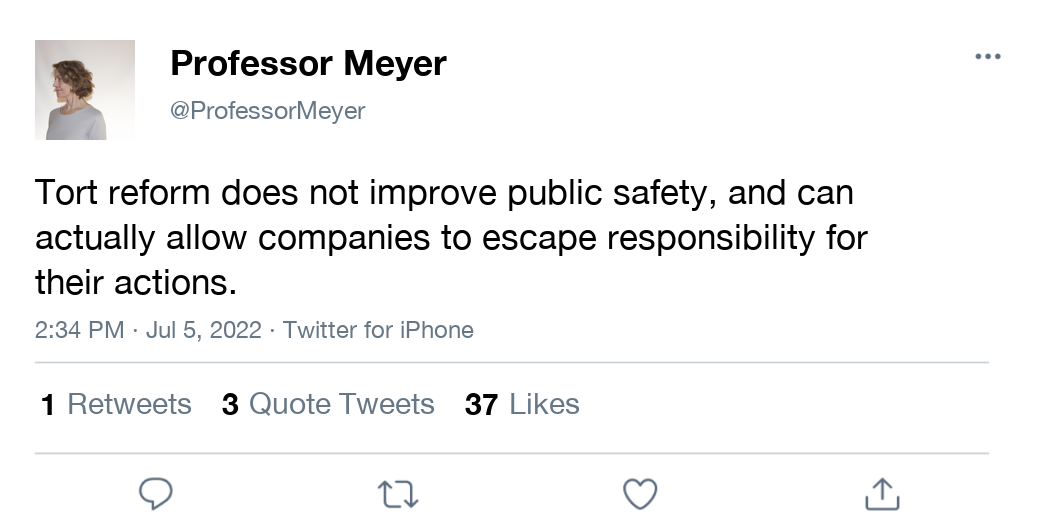 Professor Meyer
@ProfessorMeyer
Tort reform does not improve public safety, and can
actually allow companies to escape responsibility for
their actions.
2:34 PM · Jul 5, 2022 · Twitter for iPhone
1 Retweets 3 Quote Tweets 37 Likes